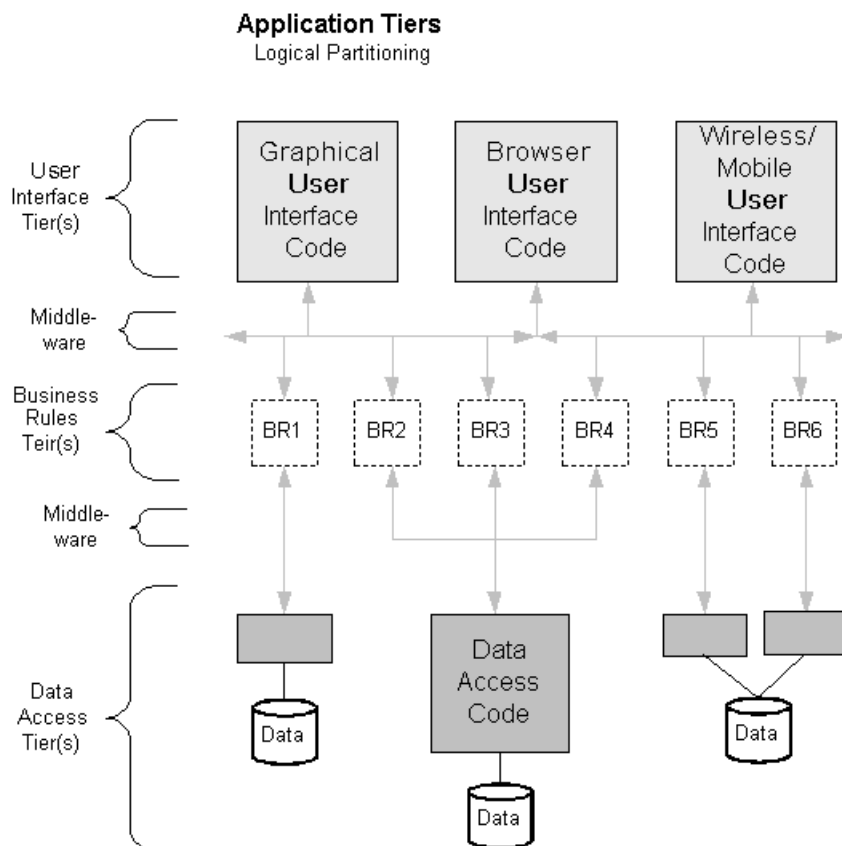 Application Tiers
Logical Partitioning
User
Interface
Tier(s)
Graphical
User
Interface
Code
Browser
User
Interface
Code
Wireless/
Mobile
User
Interface
Code
Middle-
ware
Business
Rules
Teir(s)
BR1
BR2
BR3
BR4
BR5
BR6
Middle-
ware
Data
Access
Tier(s)
Data
Data
Access
Code
Data
Data